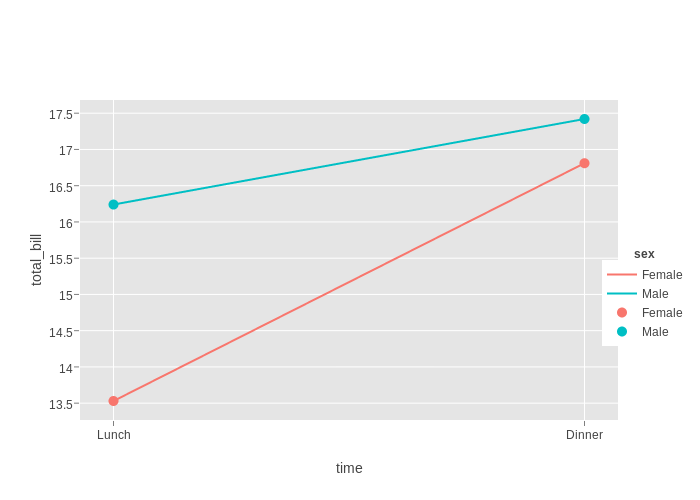 17.5
17
16.5
16
15.5
15
14.5
14
13.5
total_bill
Lunch
Dinner
time
sex
Female
Male
Female
Male